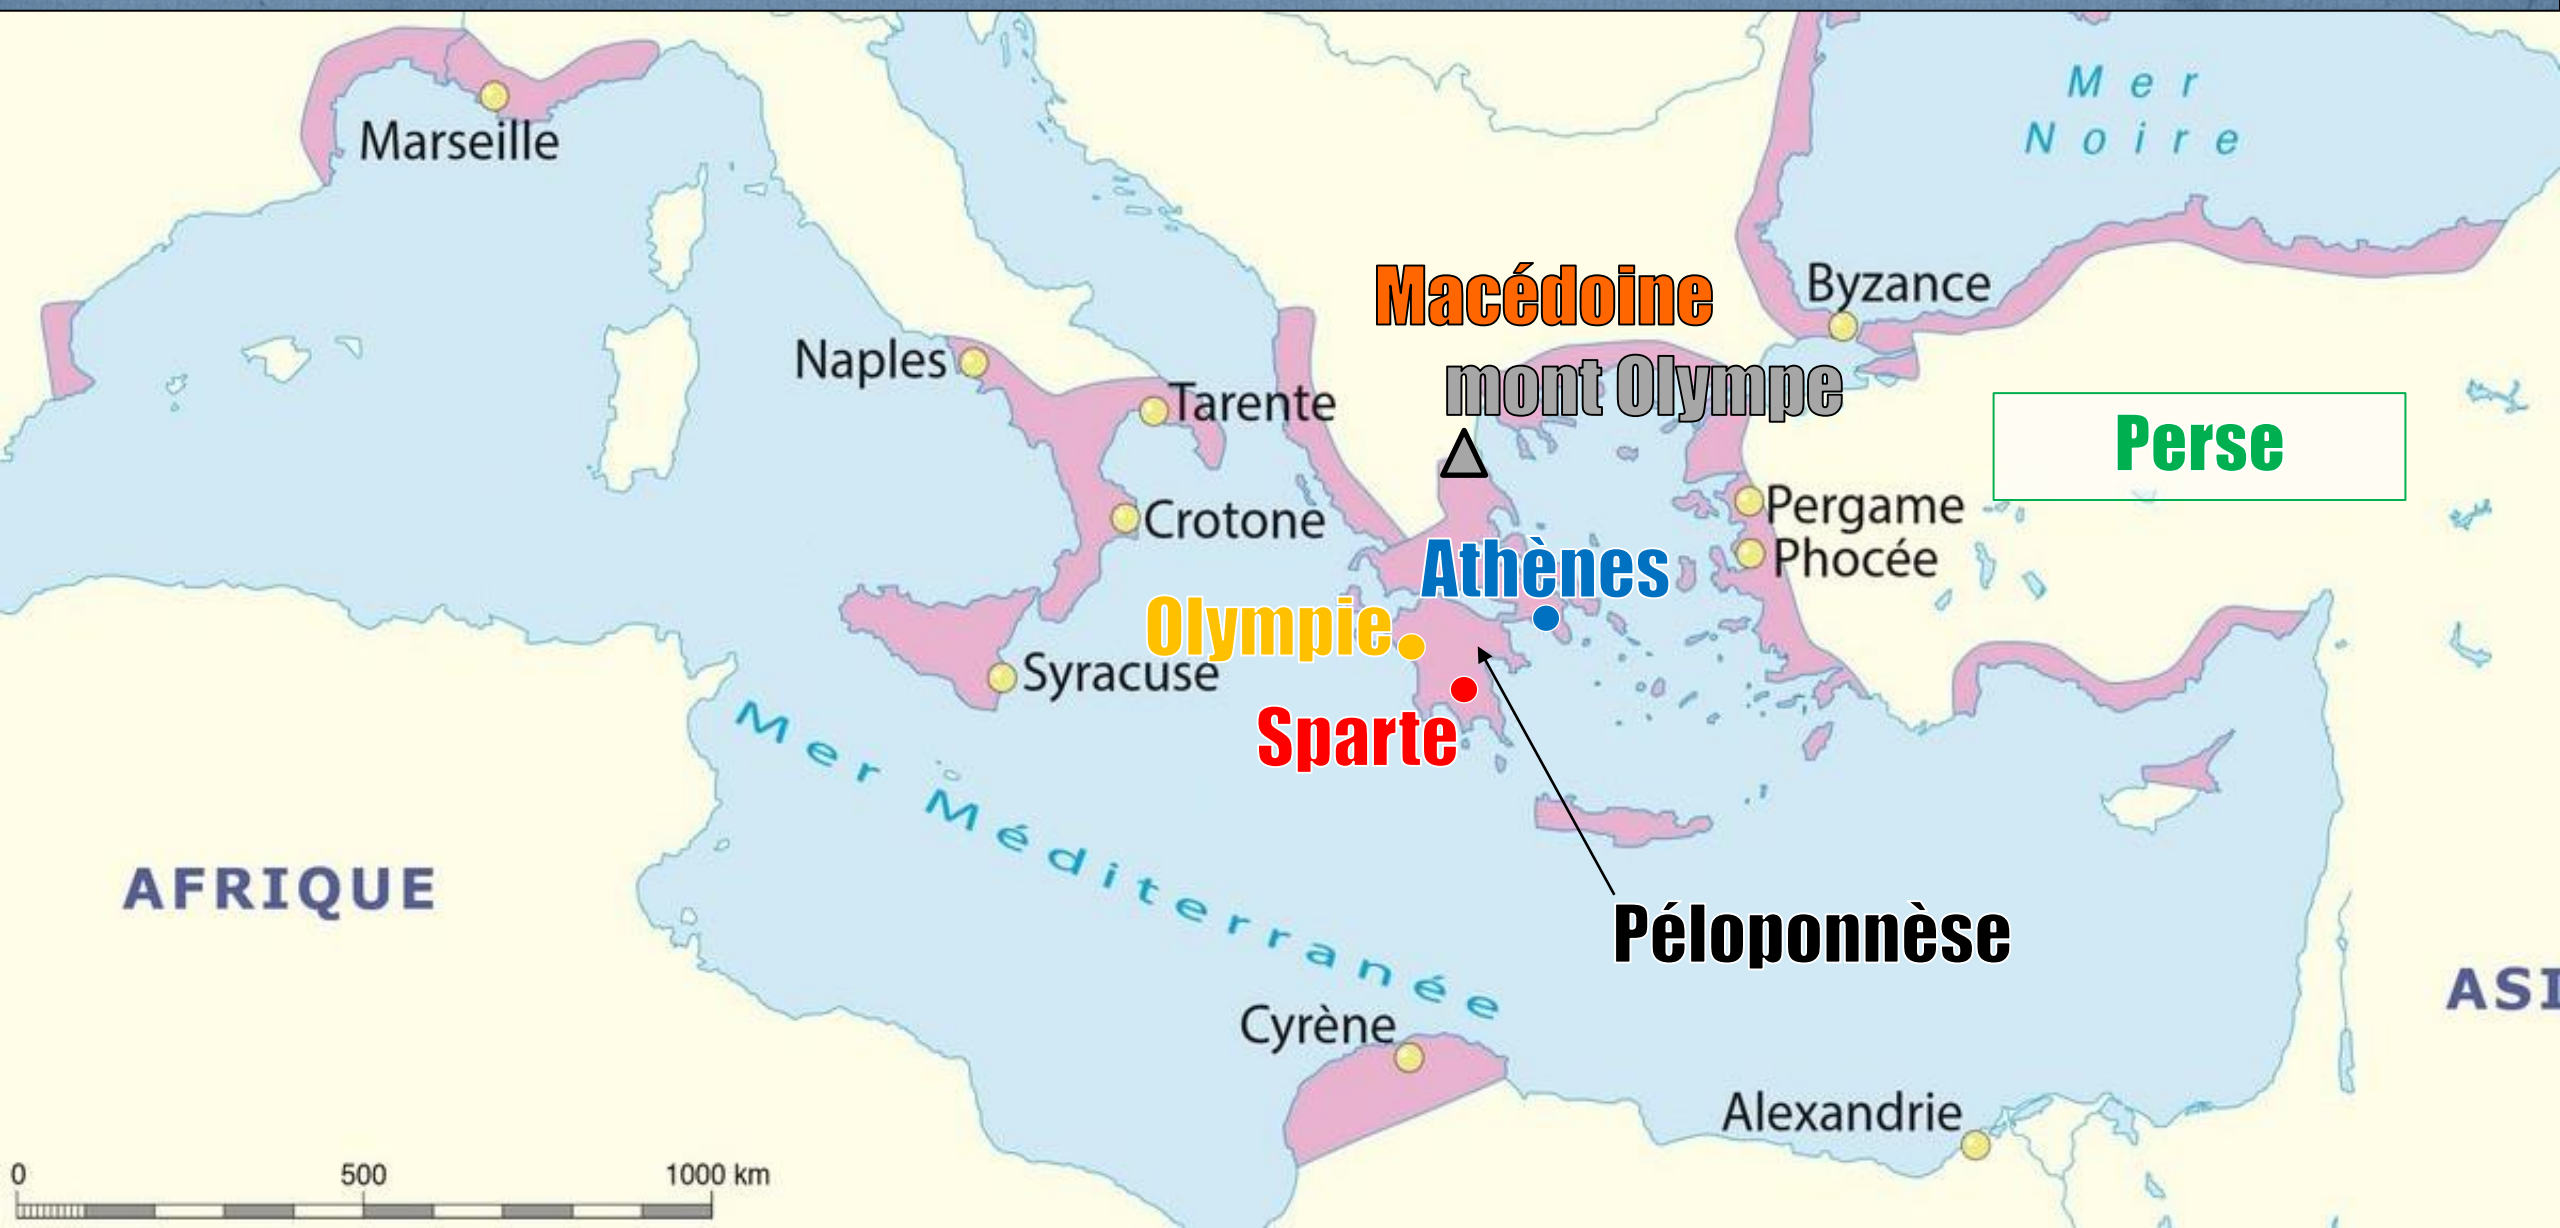 Mer
Noire
Marseille
Macédoine
Byzance
Naples
mont Olympe
Tarente
Perse
Pergame
Crotone
Phocée
Athènes
Olympie
Syracuse
Sparte
Mer Méditerranée
AFRIQUE
Péloponnèse
ASI
Cyrène
Alexandrie
0 500 1000 km